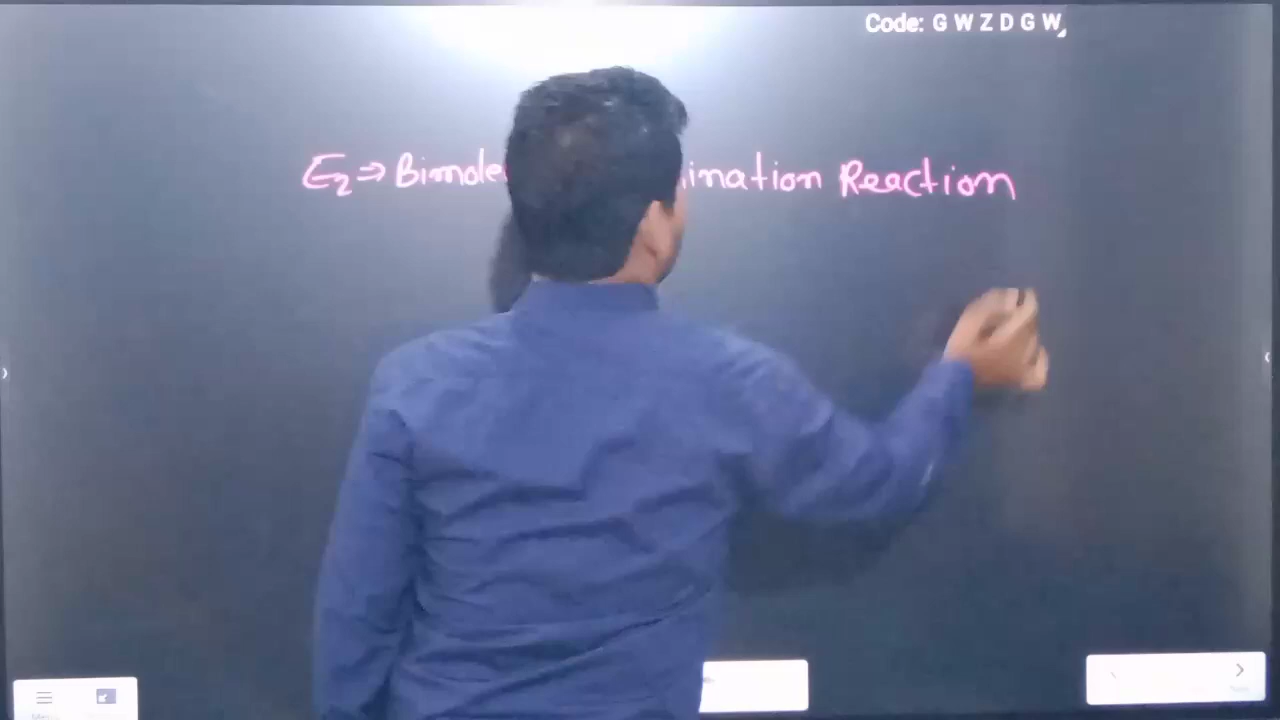 Code: G W Z D G W
E2 ⇒ Bimole ination Reaction